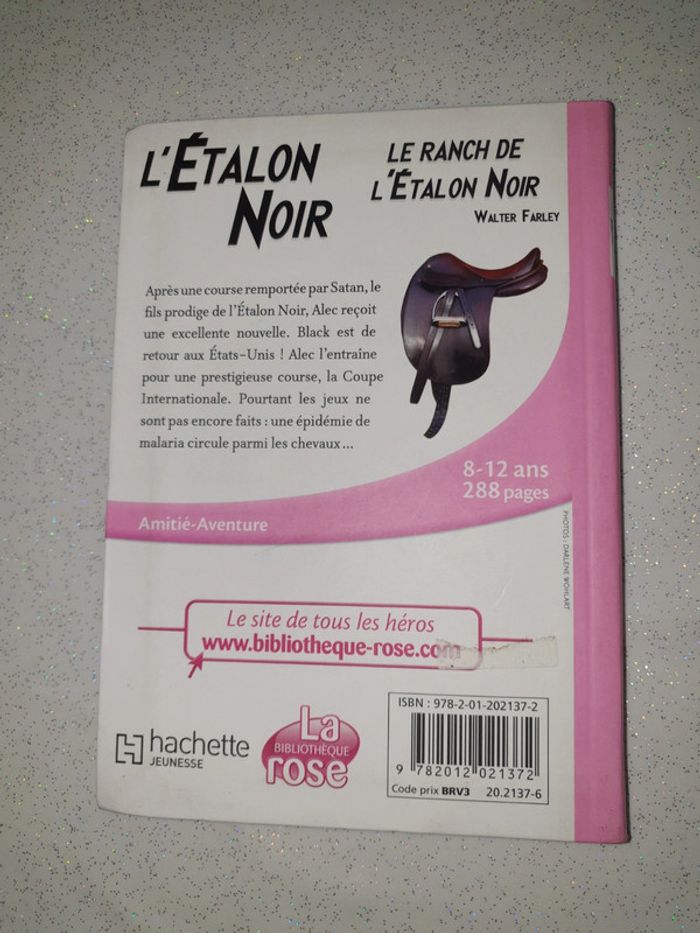 L'ÉTALON
NOIR
LE RANCH DE
L'ÉTALON NOIR
WALTER FARLEY
Après une course remportée par Satan, le
fils prodige de l'Étalon Noir, Alec reçoit
une excellente nouvelle. Black est de
retour aux États-Unis ! Alec l'entraîne
pour une prestigieuse course, la Coupe
Internationale. Pourtant les jeux ne
sont pas encore faits : une épidémie de
malaria circule parmi les chevaux...
8-12 ans
288 pages
Amitié-Aventure
PHOTOS : DARLENE WOHLART
Le site de tous les héros
www.bibliotheque-rose.com
hachette
JEUNESSE
La
BIBLIOTHÈQUE
rose
ISBN : 978-2-01-202137-2
9 782012 021372
Code prix BRV3 20.2137-6